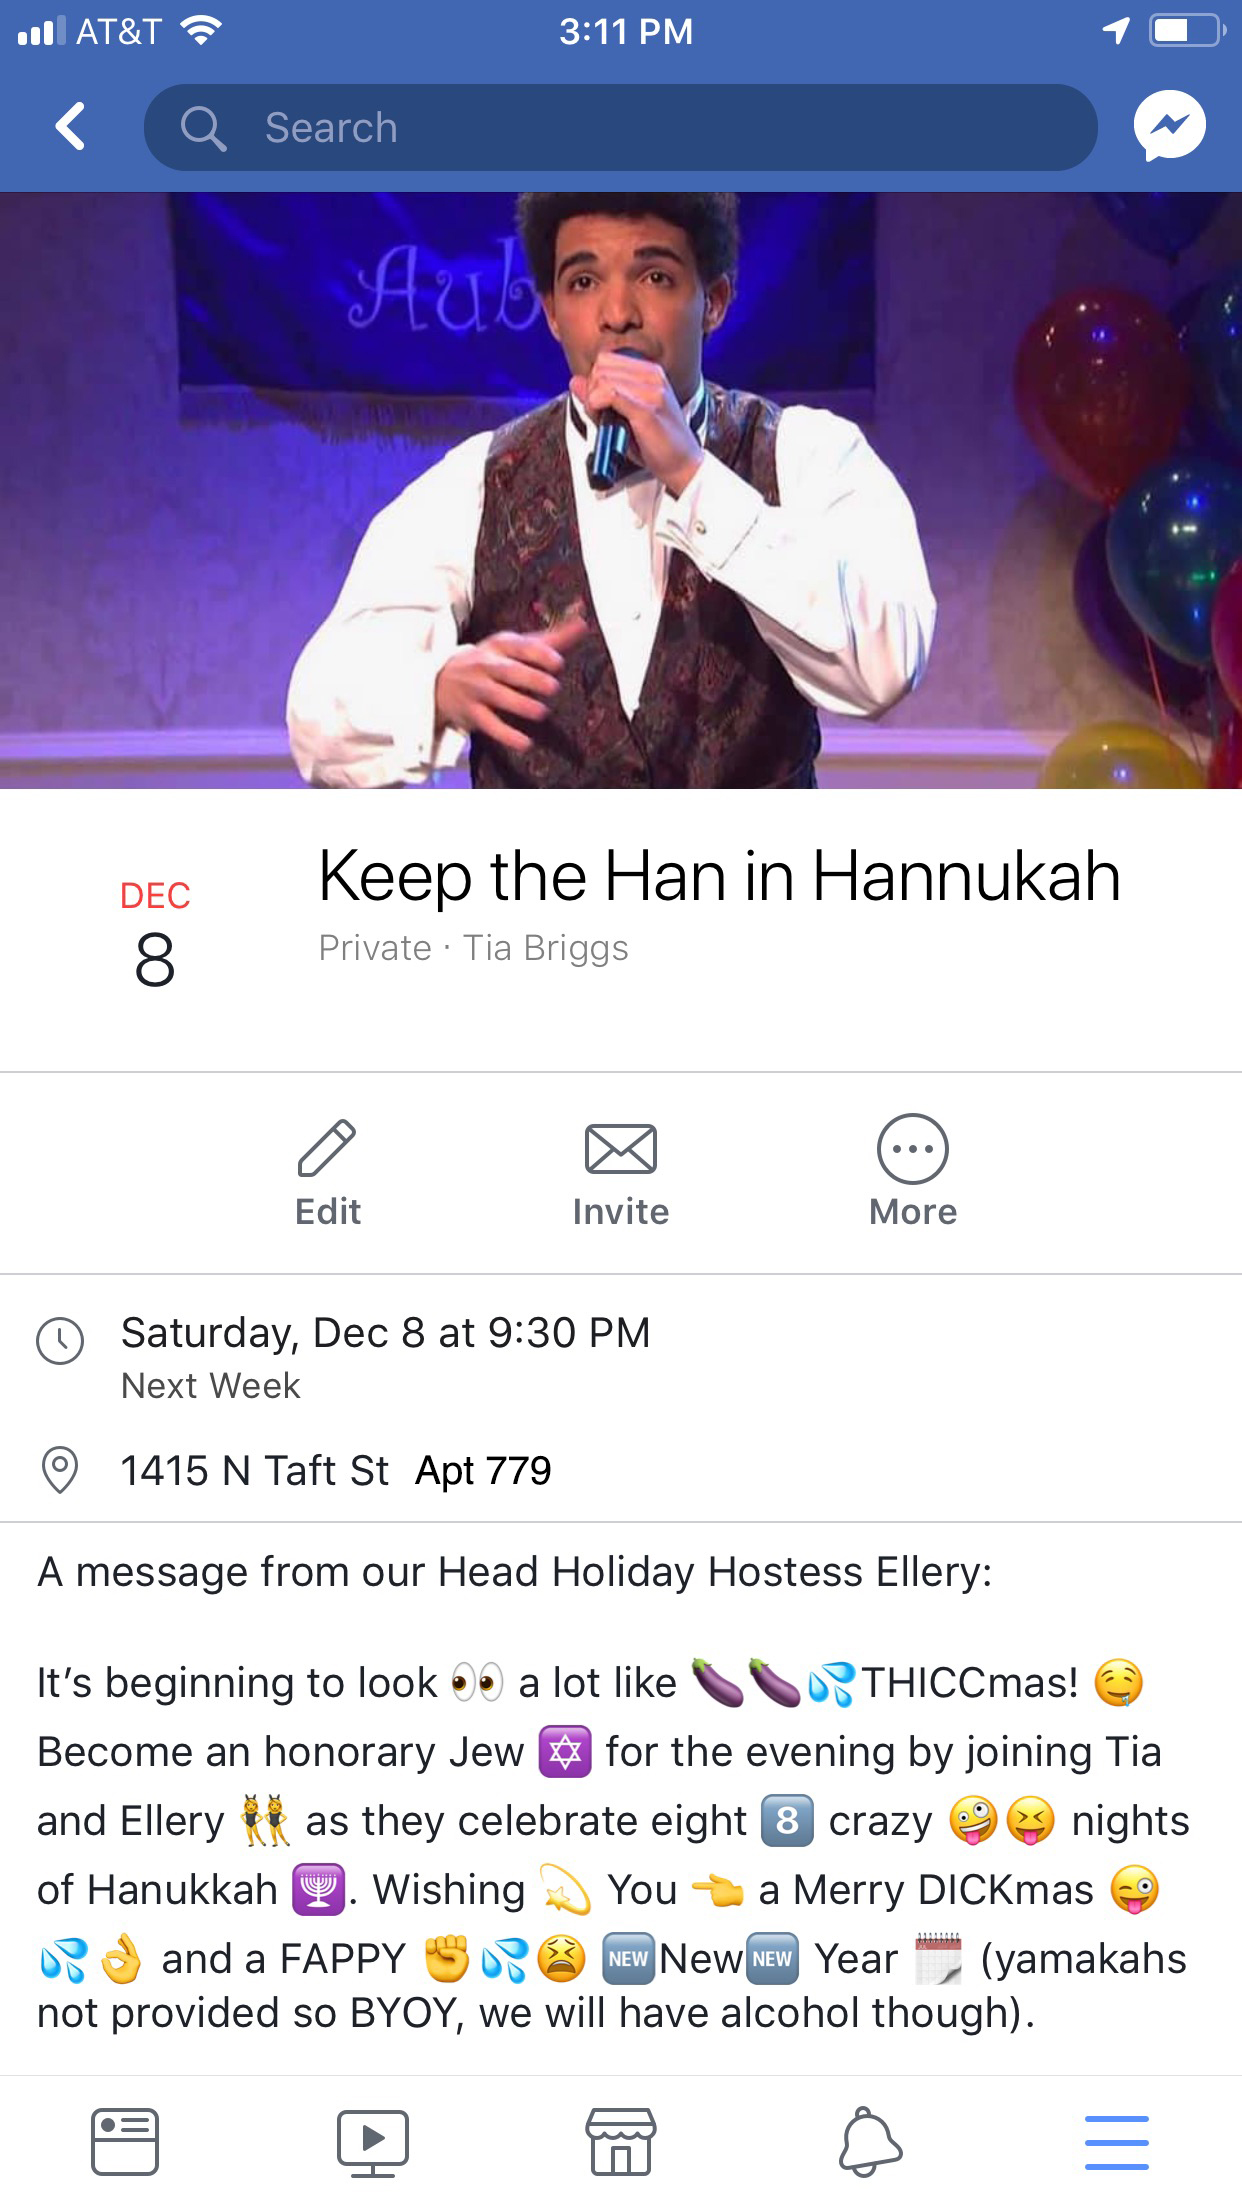 AT&T 3:11 PM
Search
Aub
Keep the Han in Hannukah
DEC
8
Private · Tia Briggs
Edit Invite More
Saturday, Dec 8 at 9:30 PM
Next Week
1415 N Taft St Apt 779
A message from our Head Holiday Hostess Ellery:
It’s beginning to look 👀 a lot like 🍆🍆💦THICCmas! 🤤
Become an honorary Jew 🔯 for the evening by joining Tia
and Ellery 👯 as they celebrate eight 8️⃣ crazy 🤪😝 nights
of Hanukkah 🕎. Wishing 💫 You 👈 a Merry DICKmas 😜
💦👌 and a FAPPY ✊💦😫 🆕New🆕 Year 📆 (yamakahs
not provided so BYOY, we will have alcohol though).